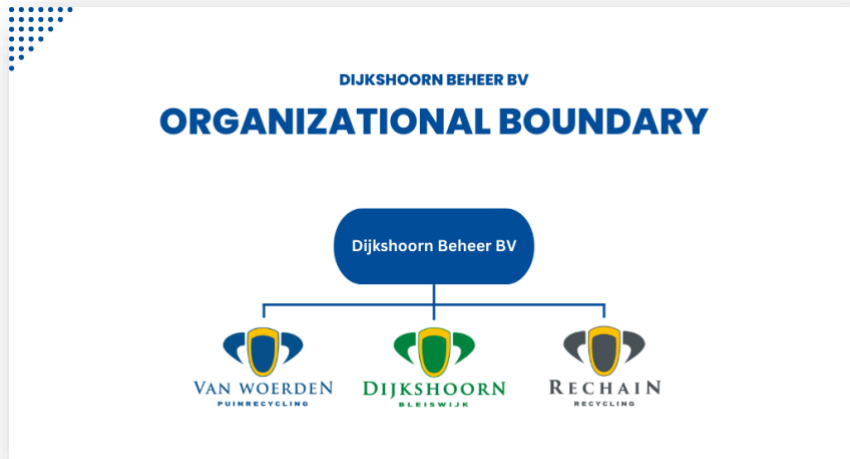 DIJKSHOORN BEHEER BV
ORGANIZATIONAL BOUNDARY
Dijkshoorn Beheer BV
VAN WOERDEN
PUINRECYCLING
DIJKSHOORN
BLEISWIJK
RECHAIN
RECYCLING